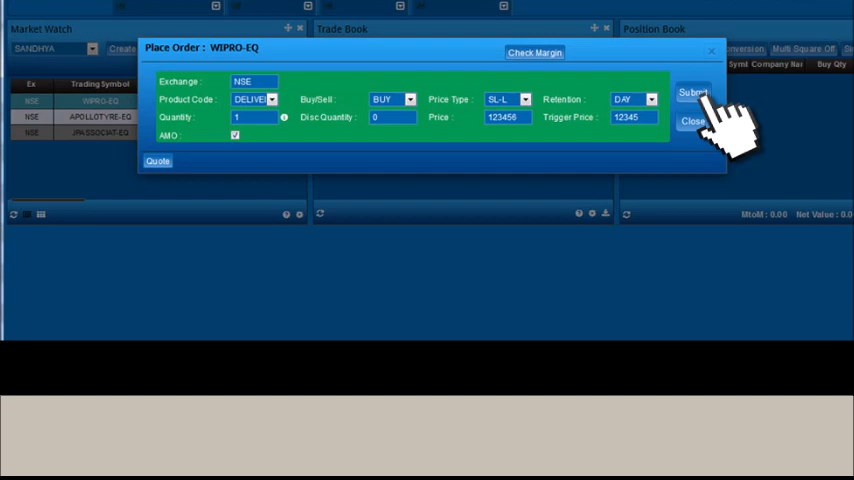 Market Watch Trade Book Position Book
SANDHYA Create Conversion Multi Square Off
Place Order : WIPRO-EQ Check Margin
Ex Trading Symbol Company Buy Qty
Exchange : NSE
NSE WIPRO-EQ Product Code : Buy/Sell : BUY Price Type : SL-L Retention : DAY Submit
NSE APOLLOTYRE-EQ Quantity : 1 Disc Quantity : 0 Price : 123456 Trigger Price : 12345 Close
NSE JPASSOCIAT-EQ AMO :
Quote
MtoM : 0.00 Net Value : 0.0